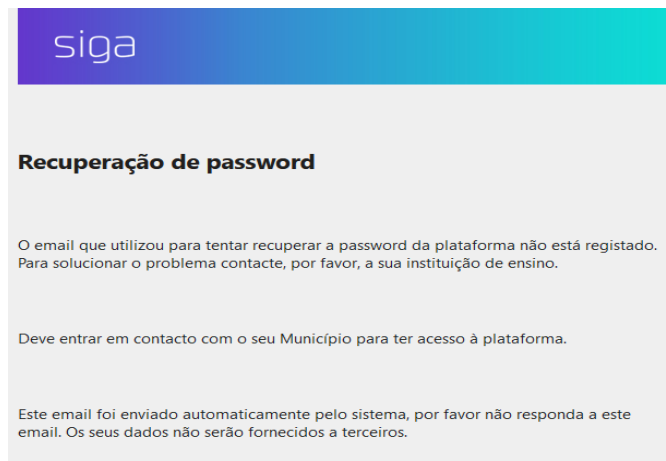 siga
Recuperação de password
O email que utilizou para tentar recuperar a password da plataforma não está registado.
Para solucionar o problema contacte, por favor, a sua instituição de ensino.
Deve entrar em contacto com o seu Município para ter acesso à plataforma.
Este email foi enviado automaticamente pelo sistema, por favor não responda a este
email. Os seus dados não serão fornecidos a terceiros.